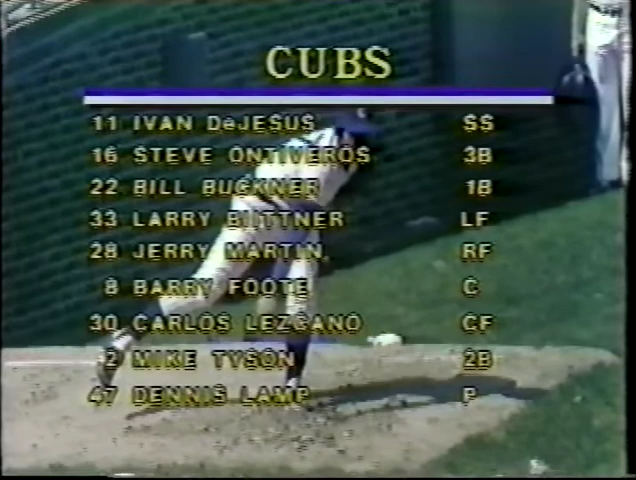 CUBS
11 IVAN DeJESUS SS
16 STEVE ONTIVEROS 3B
22 BILL BUCKNER 1B
33 LARRY BIITTNER LF
28 JERRY MARTIN RF
8 BARRY FOOTE C
30 CARLOS LEZCANO CF
2 MIKE TYSON 2B
47 DENNIS LAMP P